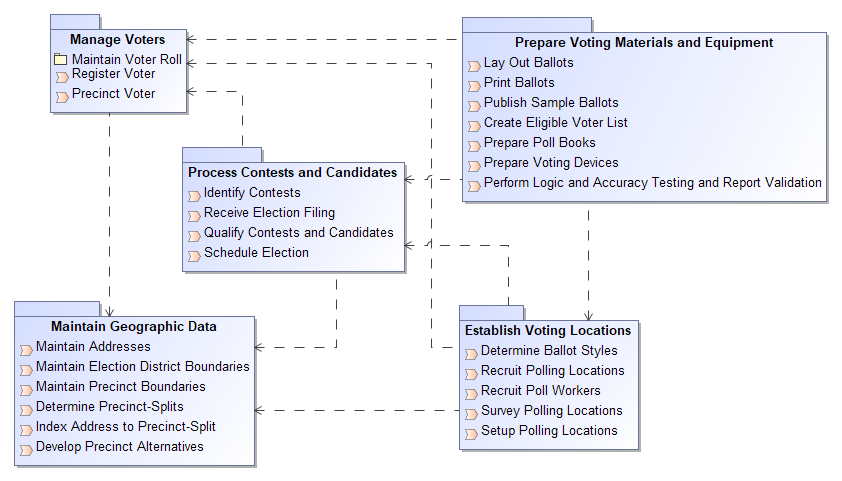 Manage Voters
Maintain Voter Roll
Register Voter
Precinct Voter
Prepare Voting Materials and Equipment
Lay Out Ballots
Print Ballots
Publish Sample Ballots
Create Eligible Voter List
Prepare Poll Books
Prepare Voting Devices
Perform Logic and Accuracy Testing and Report Validation
Process Contests and Candidates
Identify Contests
Receive Election Filing
Qualify Contests and Candidates
Schedule Election
Maintain Geographic Data
Maintain Addresses
Maintain Election District Boundaries
Maintain Precinct Boundaries
Determine Precinct-Splits
Index Address to Precinct-Split
Develop Precinct Alternatives
Establish Voting Locations
Determine Ballot Styles
Recruit Polling Locations
Recruit Poll Workers
Survey Polling Locations
Setup Polling Locations